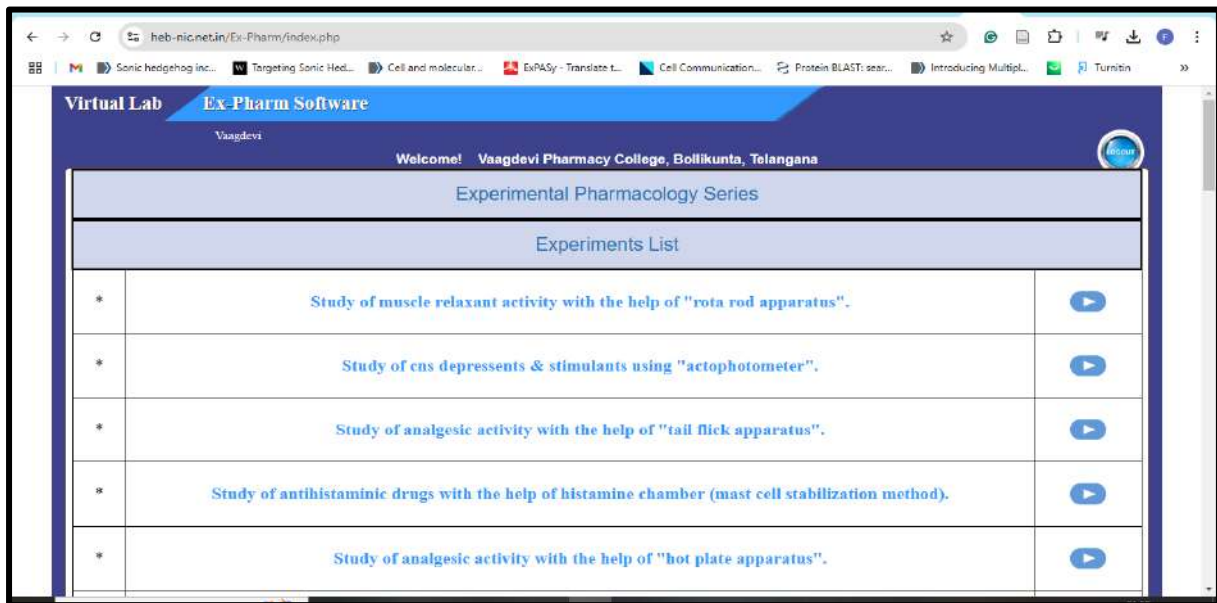 heb-nic.net.in/Ex-Pharm/index.php
Sonic hedgehog inc... Targeting Sonic Hed... Cell and molecular... ExPASy - Translate t... Cell Communication... Protein BLAST: sear... Introducing Multipl... Turnitin »
Virtual Lab Ex-Pharm Software
Vaagdevi
Welcome! Vaagdevi Pharmacy College, Bollikunta, Telangana
logout
Experimental Pharmacology Series
Experiments List
* Study of muscle relaxant activity with the help of "rota rod apparatus".
* Study of cns depressents & stimulants using "actophotometer".
* Study of analgesic activity with the help of "tail flick apparatus".
* Study of antihistaminic drugs with the help of histamine chamber (mast cell stabilization method).
* Study of analgesic activity with the help of "hot plate apparatus".